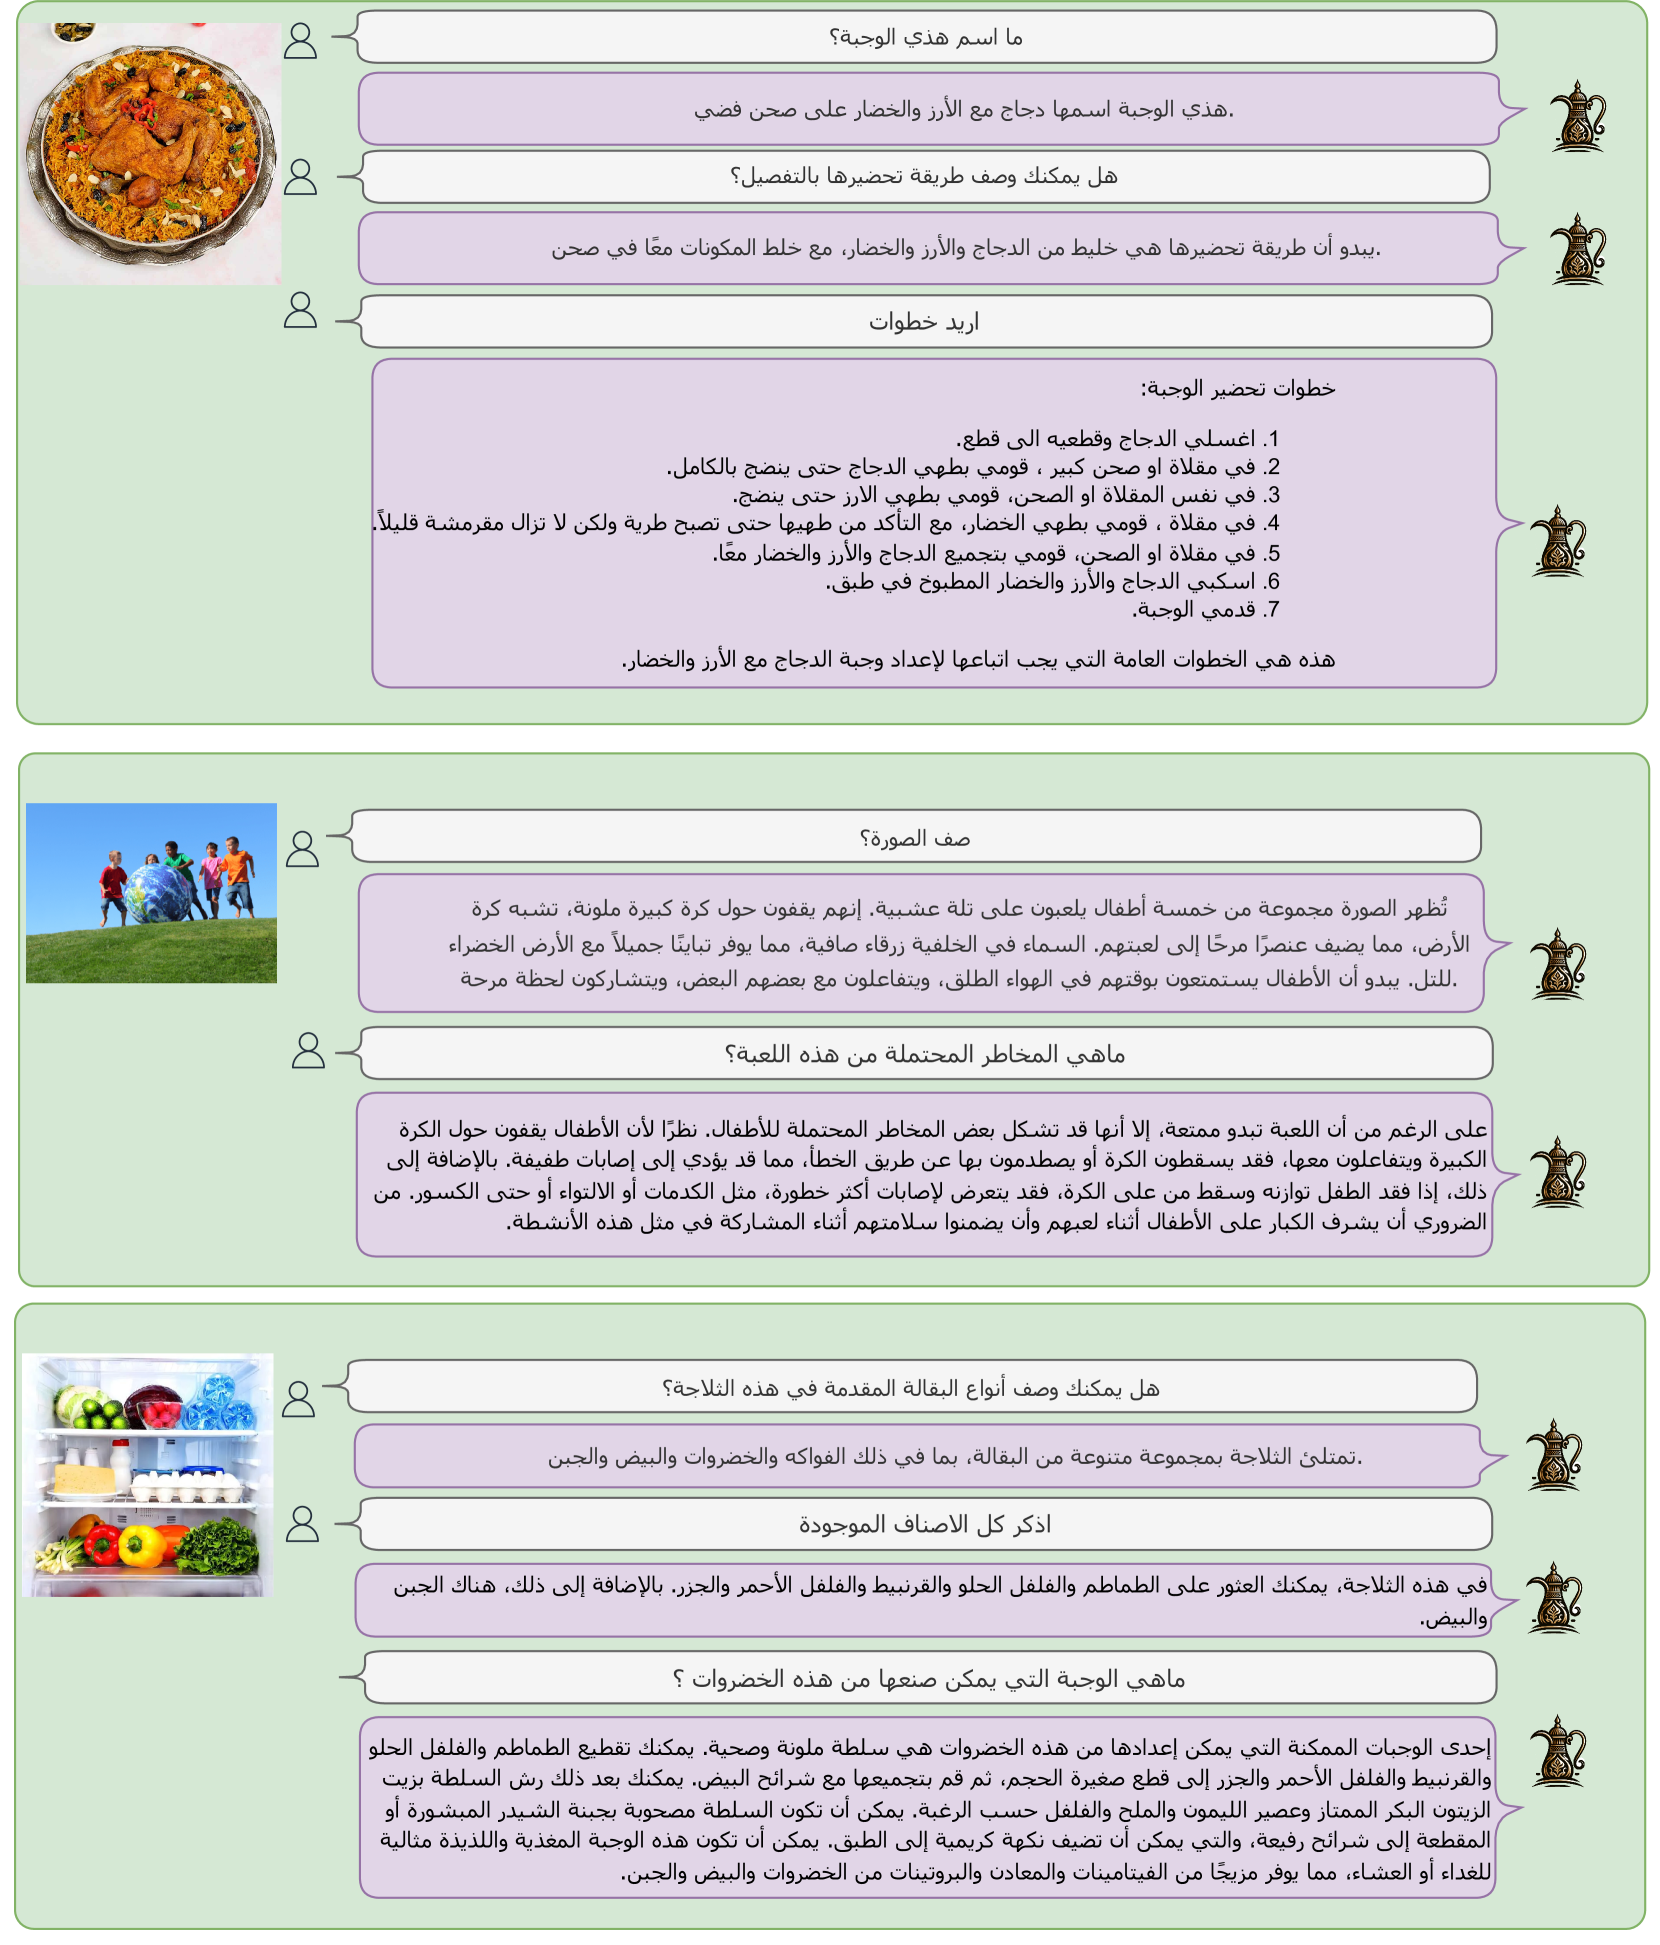 ما اسم هذي الوجبة؟
هذي الوجبة اسمها دجاج مع الأرز والخضار على صحن فضي.
هل يمكنك وصف طريقة تحضيرها بالتفصيل؟
يبدو أن طريقة تحضيرها هي خليط من الدجاج والأرز والخضار، مع خلط المكونات معًا في صحن.
اريد خطوات
خطوات تحضير الوجبة:
1. اغسلي الدجاج وقطعيه الى قطع.
2. في مقلاة او صحن كبير ، قومي بطهي الدجاج حتى ينضج بالكامل.
3. في نفس المقلاة او الصحن، قومي بطهي الارز حتى ينضج.
4. في مقلاة ، قومي بطهي الخضار، مع التأكد من طهيها حتى تصبح طرية ولكن لا تزال مقرمشة قليلاً.
5. في مقلاة او الصحن، قومي بتجميع الدجاج والأرز والخضار معًا.
6. اسكبي الدجاج والأرز والخضار المطبوخ في طبق.
7. قدمي الوجبة.
هذه هي الخطوات العامة التي يجب اتباعها لإعداد وجبة الدجاج مع الأرز والخضار.
صف الصورة؟
تُظهر الصورة مجموعة من خمسة أطفال يلعبون على تلة عشبية. إنهم يقفون حول كرة كبيرة ملونة، تشبه كرة
الأرض، مما يضيف عنصرًا مرحًا إلى لعبتهم. السماء في الخلفية زرقاء صافية، مما يوفر تباينًا جميلاً مع الأرض الخضراء
للتل. يبدو أن الأطفال يستمتعون بوقتهم في الهواء الطلق، ويتفاعلون مع بعضهم البعض، ويتشاركون لحظة مرحة.
ماهي المخاطر المحتملة من هذه اللعبة؟
على الرغم من أن اللعبة تبدو ممتعة، إلا أنها قد تشكل بعض المخاطر المحتملة للأطفال. نظرًا لأن الأطفال يقفون حول الكرة
الكبيرة ويتفاعلون معها، فقد يسقطون الكرة أو يصطدمون بها عن طريق الخطأ، مما قد يؤدي إلى إصابات طفيفة. بالإضافة إلى
ذلك، إذا فقد الطفل توازنه وسقط من على الكرة، فقد يتعرض لإصابات أكثر خطورة، مثل الكدمات أو الالتواء أو حتى الكسور. من
الضروري أن يشرف الكبار على الأطفال أثناء لعبهم وأن يضمنوا سلامتهم أثناء المشاركة في مثل هذه الأنشطة.
هل يمكنك وصف أنواع البقالة المقدمة في هذه الثلاجة؟
تمتلئ الثلاجة بمجموعة متنوعة من البقالة، بما في ذلك الفواكه والخضروات والبيض والجبن.
اذكر كل الاصناف الموجودة
في هذه الثلاجة، يمكنك العثور على الطماطم والفلفل الحلو والقرنبيط والفلفل الأحمر والجزر. بالإضافة إلى ذلك، هناك الجبن
والبيض.
ماهي الوجبة التي يمكن صنعها من هذه الخضروات ؟
إحدى الوجبات الممكنة التي يمكن إعدادها من هذه الخضروات هي سلطة ملونة وصحية. يمكنك تقطيع الطماطم والفلفل الحلو
والقرنبيط والفلفل الأحمر والجزر إلى قطع صغيرة الحجم، ثم قم بتجميعها مع شرائح البيض. يمكنك بعد ذلك رش السلطة بزيت
الزيتون البكر الممتاز وعصير الليمون والملح والفلفل حسب الرغبة. يمكن أن تكون السلطة مصحوبة بجبنة الشيدر المبشورة أو
المقطعة إلى شرائح رفيعة، والتي يمكن أن تضيف نكهة كريمية إلى الطبق. يمكن أن تكون هذه الوجبة المغذية واللذيذة مثالية
للغداء أو العشاء، مما يوفر مزيجًا من الفيتامينات والمعادن والبروتينات من الخضروات والبيض والجبن.